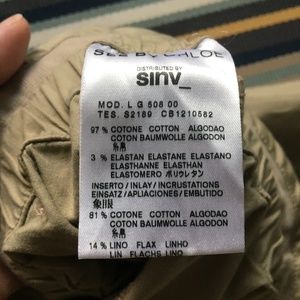 SEE BY CHLOE
DISTRIBUTED BY
sinv_
MOD. L G 508 00
TES. S2189 CB1210582
97 % COTONE COTTON ALGODAO
COTON BAUMWOLLE ALGODON
3 % ELASTAN ELASTANE ELASTANO
ELASTHANNE ELASTHAN
ELASTOMERO ポリウレタン
INSERTO / INLAY / INCRUSTATIONS
EINSATZ / APLIACIONES / EMBUTIDO
象眼
81 % COTONE COTTON ALGODAO
COTON BAUMWOLLE ALGODON
14 % LINO FLAX LINHO
LIN FLACHS LINO